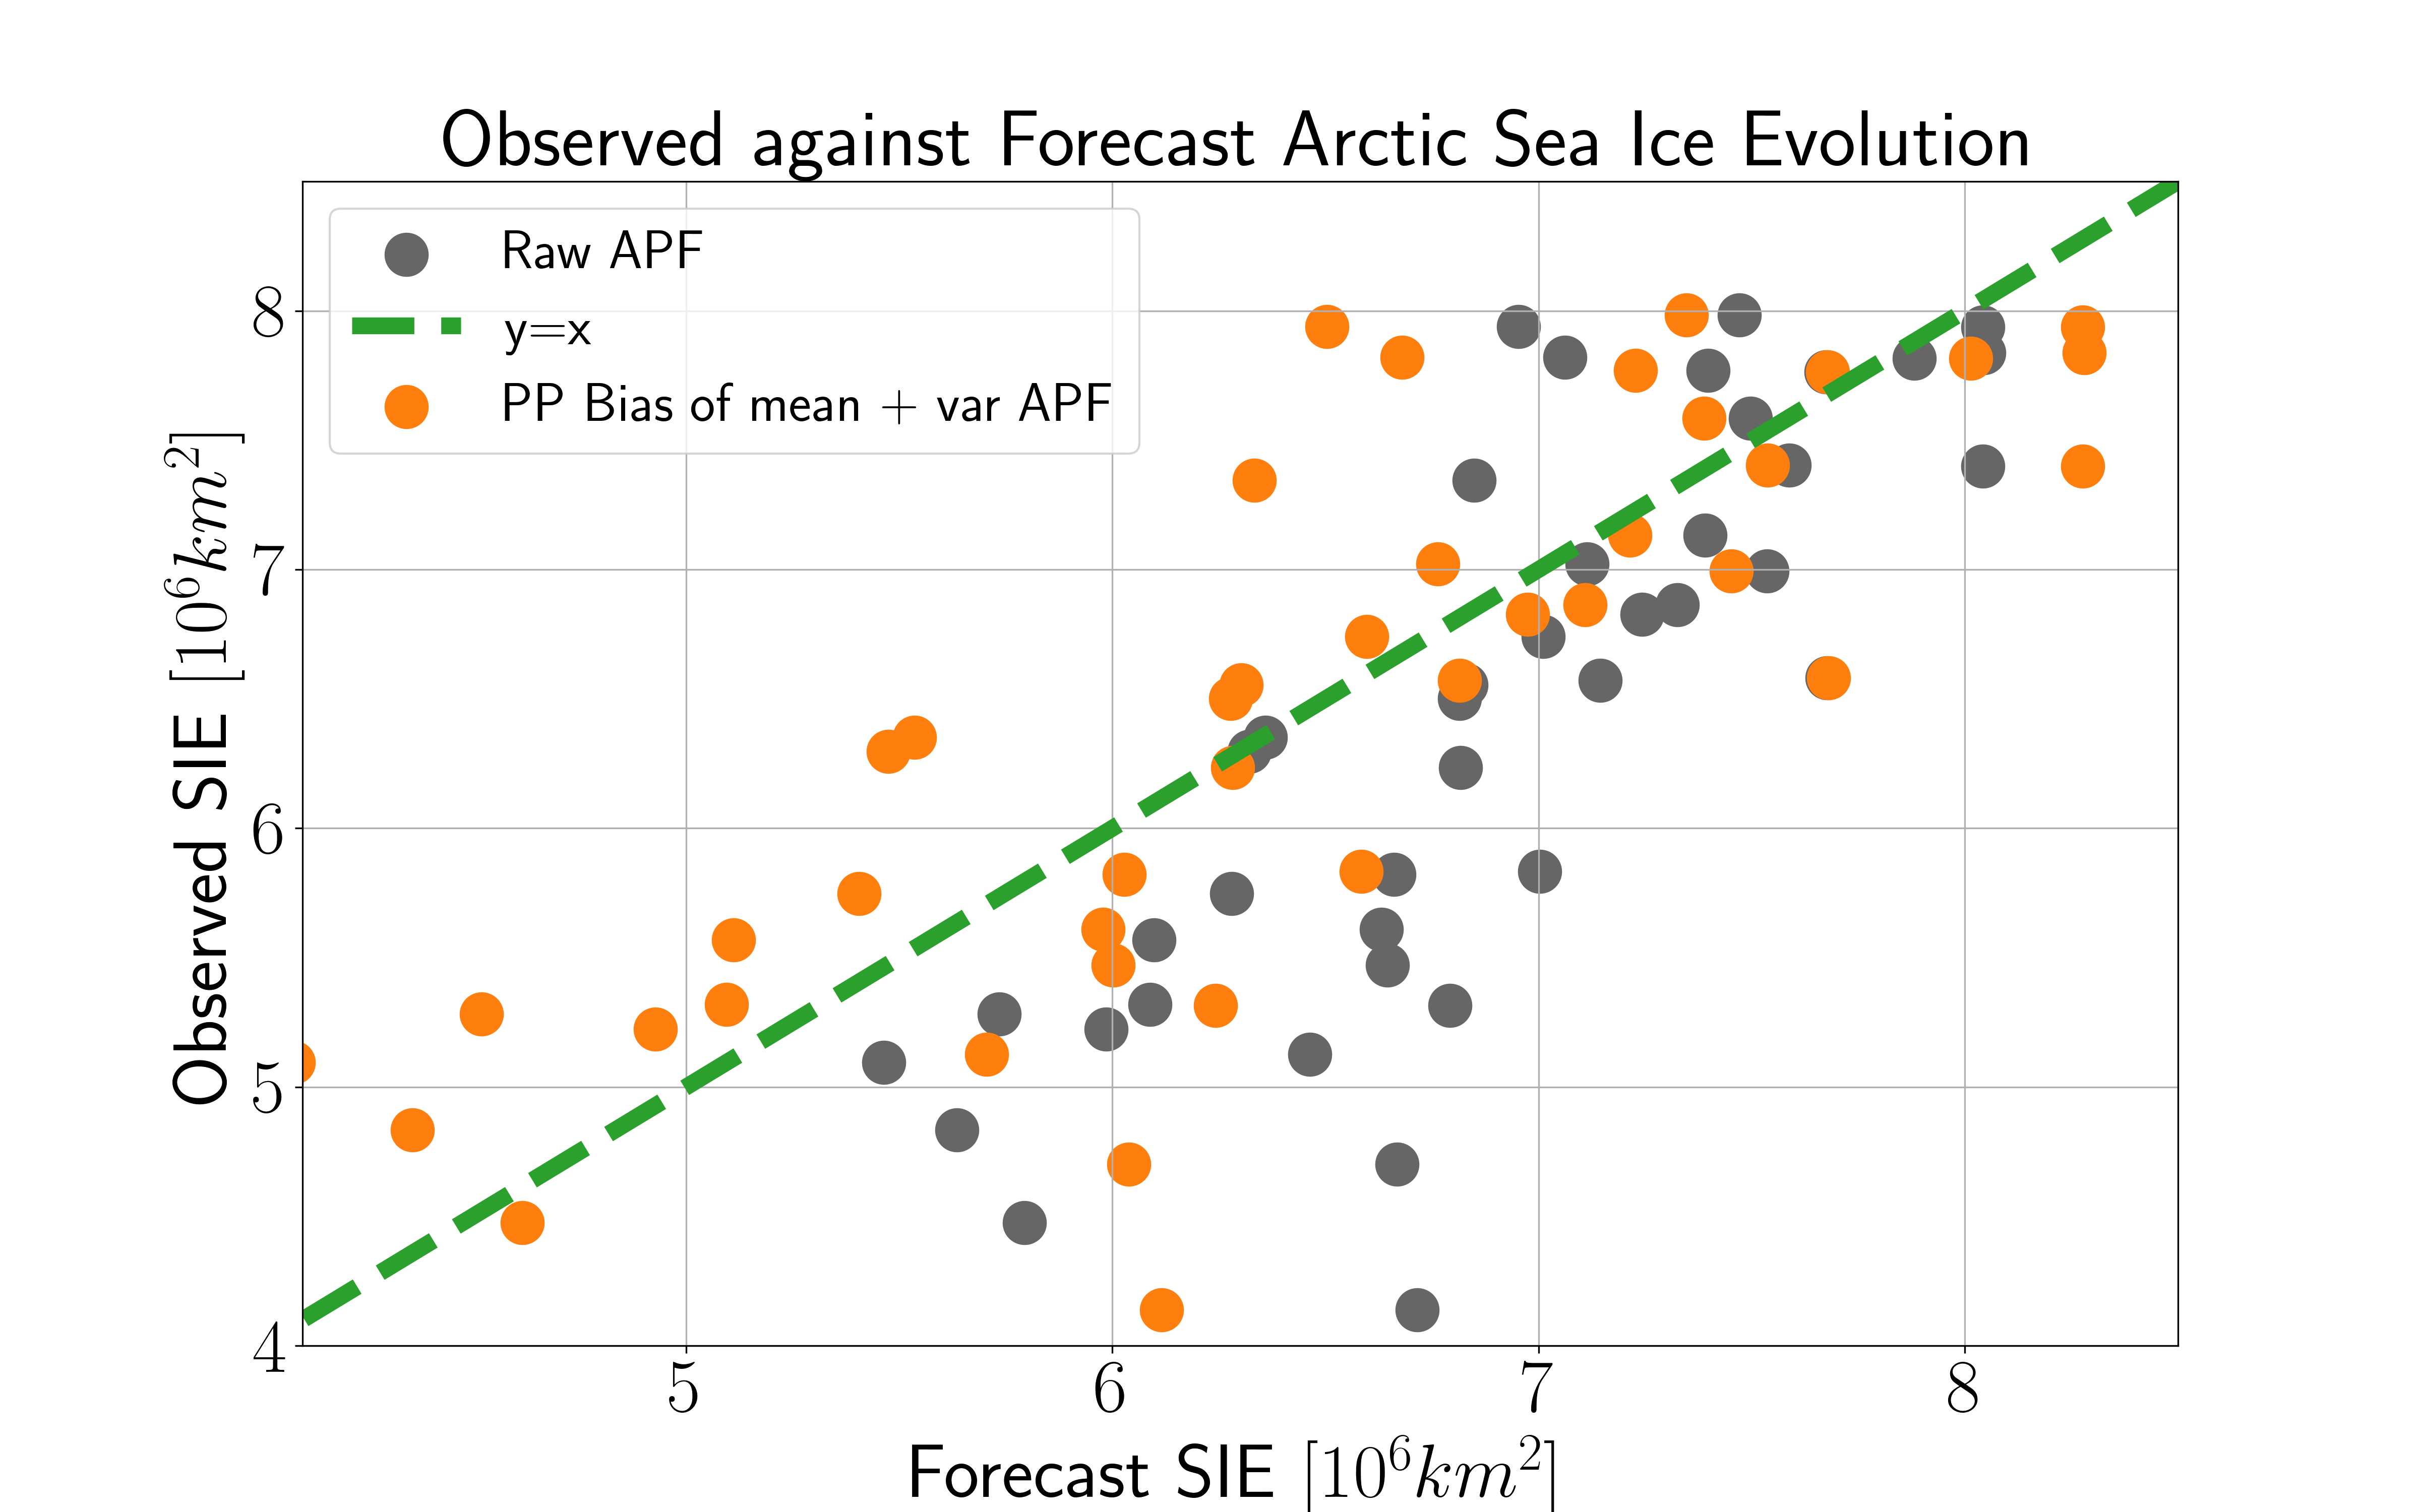 Observed against Forecast Arctic Sea Ice Evolution
Raw APF
y=x
PP Bias of mean + var APF
Observed SIE [10^6 km^2]
8
7
6
5
4
5 6 7 8
Forecast SIE [10^6 km^2]